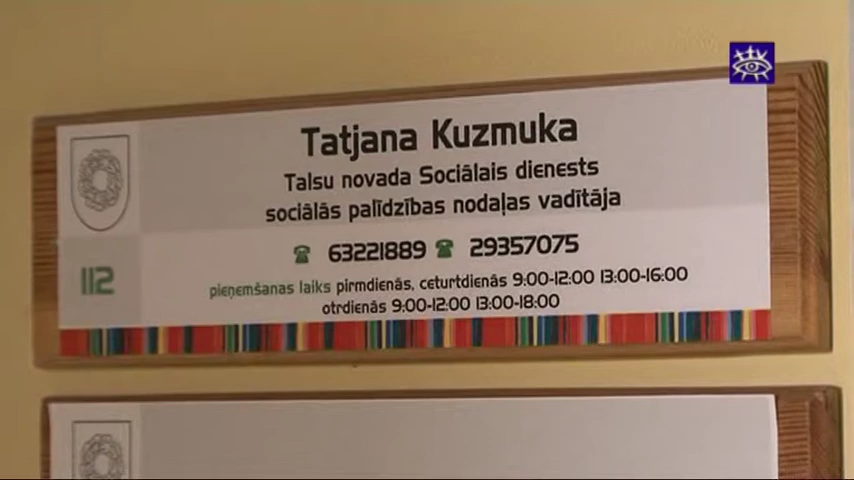 Tatjana Kuzmuka
Talsu novada Sociālais dienests
sociālās palīdzības nodaļas vadītāja
63221889 29357075
112
pieņemšanas laiks pirmdienās, ceturtdienās 9:00-12:00 13:00-16:00
otrdienās 9:00-12:00 13:00-18:00